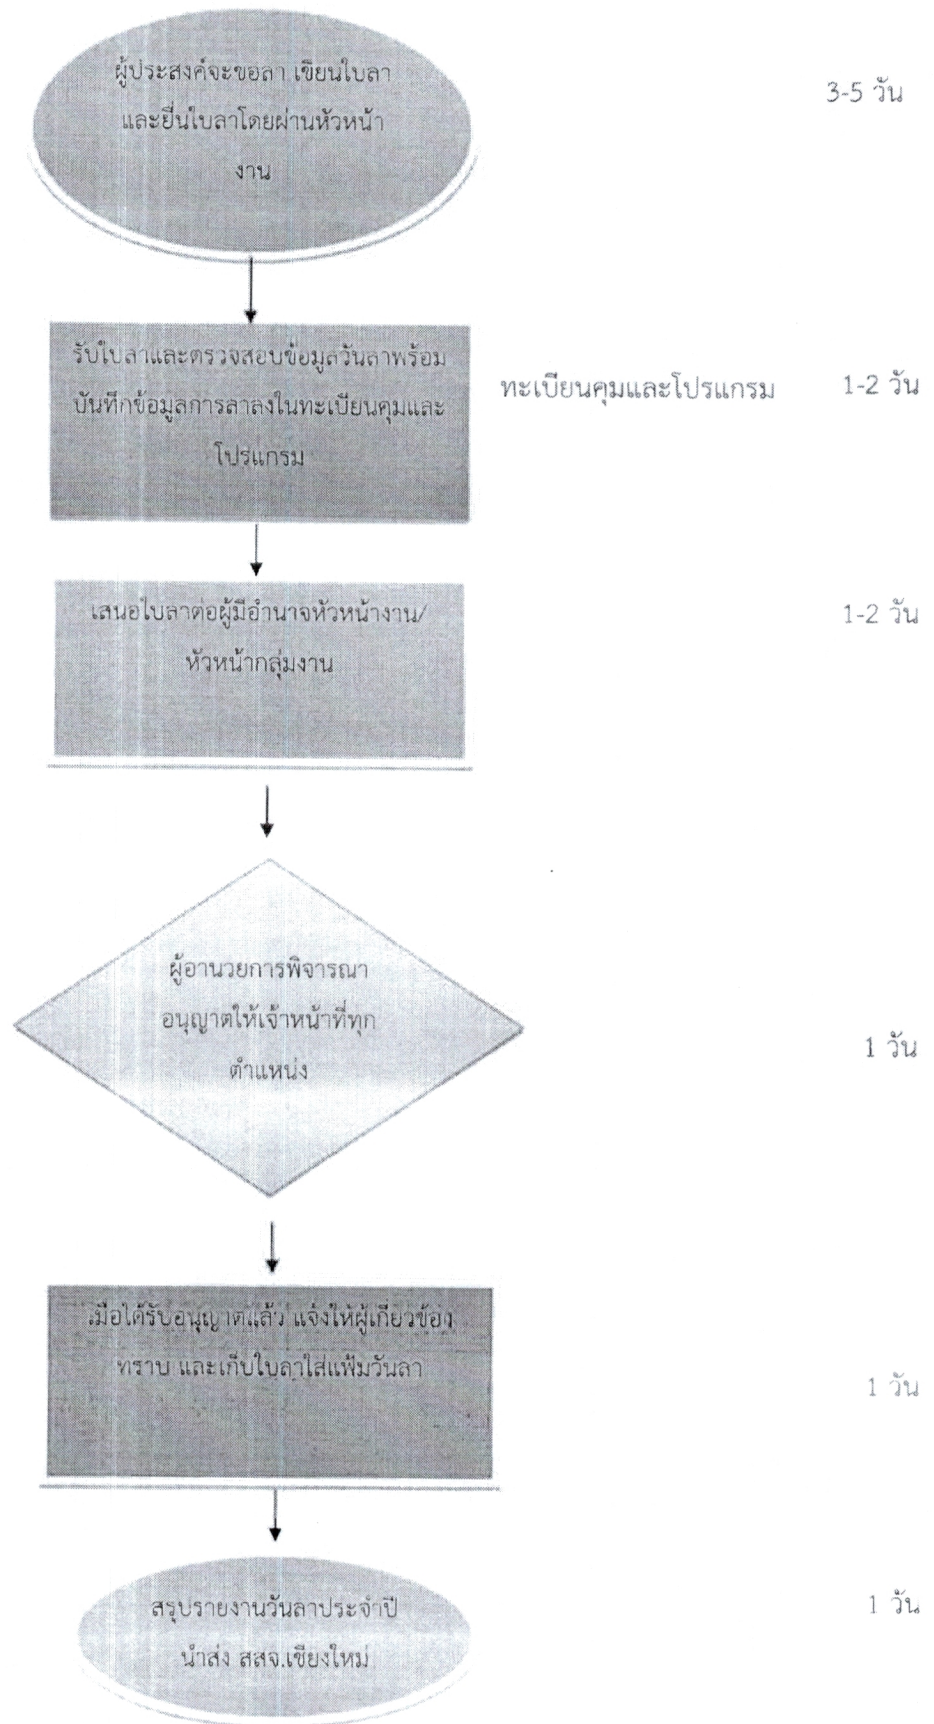 ผู้ประสงค์จะขอลา เขียนใบลา
และยื่นใบลาโดยผ่านหัวหน้า
งาน
3-5 วัน
รับใบลาและตรวจสอบข้อมูลวันลาพร้อม
บันทึกข้อมูลการลาลงในทะเบียนคุมและ
โปรแกรม
ทะเบียนคุมและโปรแกรม
1-2 วัน
เสนอใบลาต่อผู้มีอำนาจหัวหน้างาน/
หัวหน้ากลุ่มงาน
1-2 วัน
ผู้อานวยการพิจารณา
อนุญาตให้เจ้าหน้าที่ทุก
ตำแหน่ง
1 วัน
เมื่อได้รับอนุญาตแล้ว แจ้งให้ผู้เกี่ยวข้อง
ทราบ และเก็บใบลาใส่แฟ้มวันลา
1 วัน
สรุบรายงานวันลาประจำปี
นำส่ง สสจ.เชียงใหม่
1 วัน